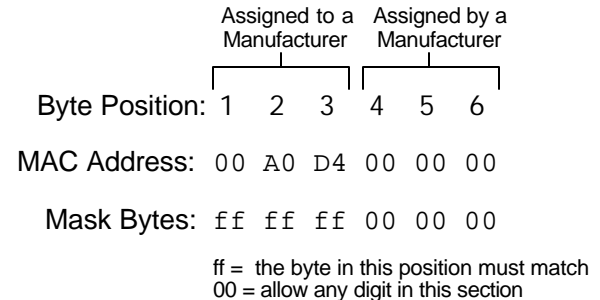 Assigned to a Assigned by a
Manufacturer Manufacturer
Byte Position: 1 2 3 4 5 6
MAC Address: 00 A0 D4 00 00 00
Mask Bytes: ff ff ff 00 00 00
ff = the byte in this position must match
00 = allow any digit in this section